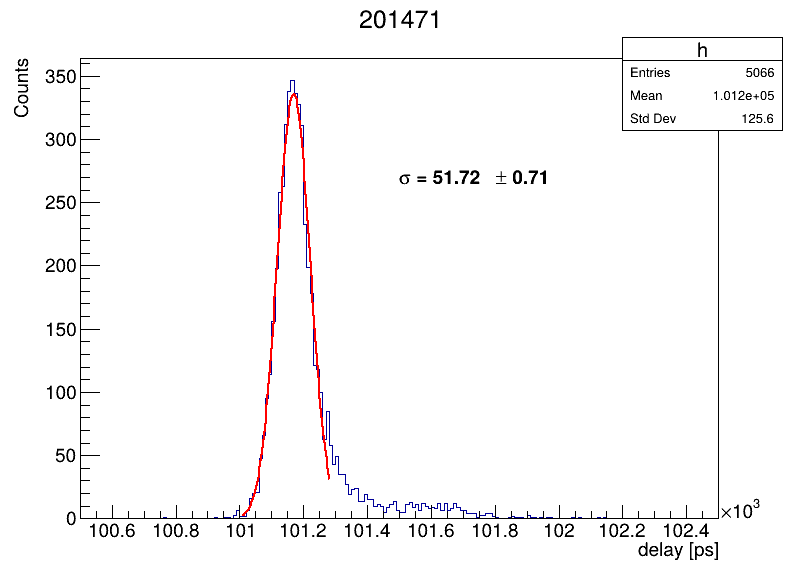 201471
h
Entries 5066
Mean 1.012e+05
Std Dev 125.6
Counts
350
300
250
200
150
100
50
0
σ = 51.72 ± 0.71
100.6 100.8 101 101.2 101.4 101.6 101.8 102 102.2 102.4
×10³
delay [ps]